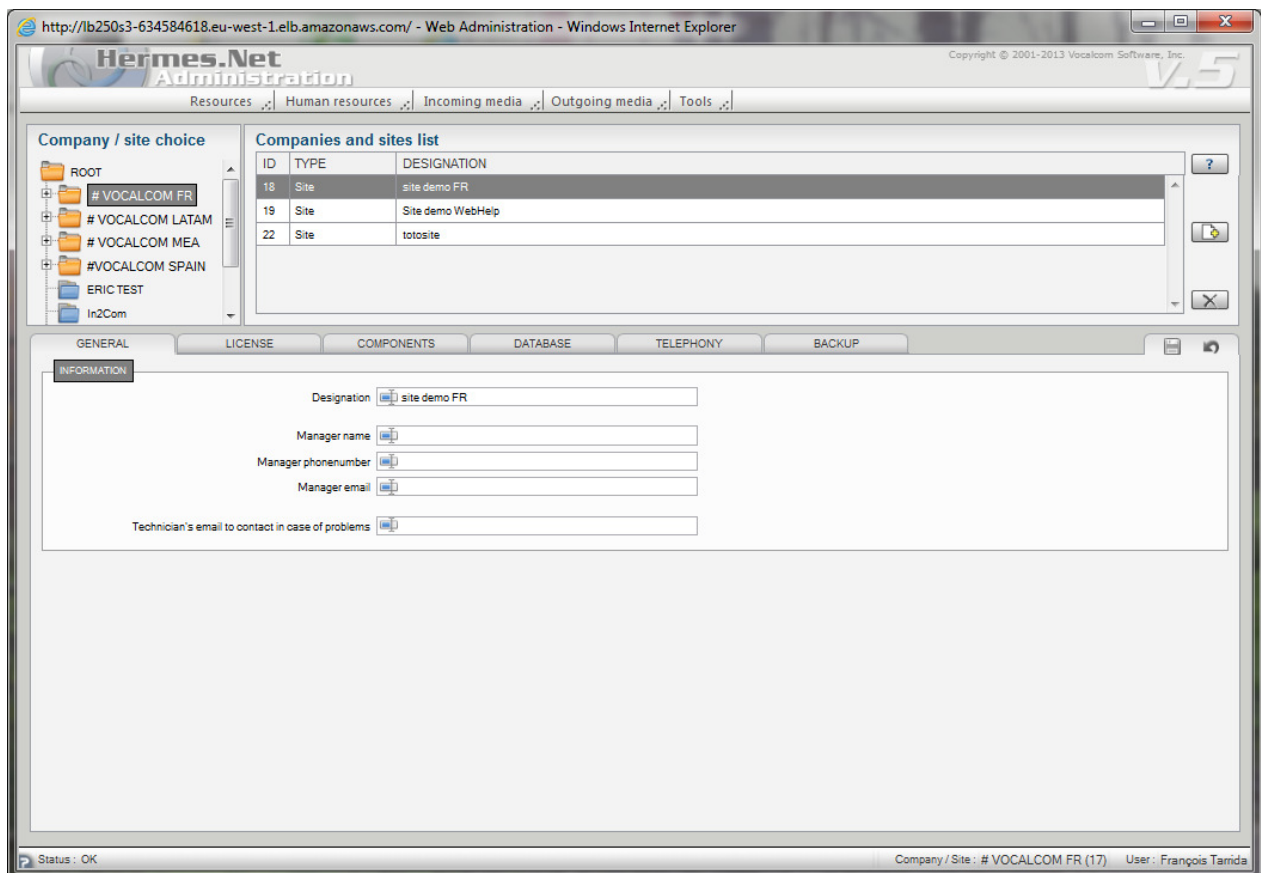 http://lb250s3-634584618.eu-west-1.elb.amazonaws.com/ - Web Administration - Windows Internet Explorer
Hermes.Net
Administration
Copyright © 2001-2013 Vocalcom Software, Inc.
V.5
Resources Human resources Incoming media Outgoing media Tools
Company / site choice
ROOT
# VOCALCOM FR
# VOCALCOM LATAM
# VOCALCOM MEA
#VOCALCOM SPAIN
ERIC TEST
In2Com
Companies and sites list
ID TYPE DESIGNATION
18 Site site demo FR
19 Site Site demo WebHelp
22 Site totosite
?
GENERAL LICENSE COMPONENTS DATABASE TELEPHONY BACKUP
INFORMATION
Designation site demo FR
Manager name
Manager phonenumber
Manager email
Technician's email to contact in case of problems
Status : OK Company / Site : # VOCALCOM FR (17) User : François Tarrida